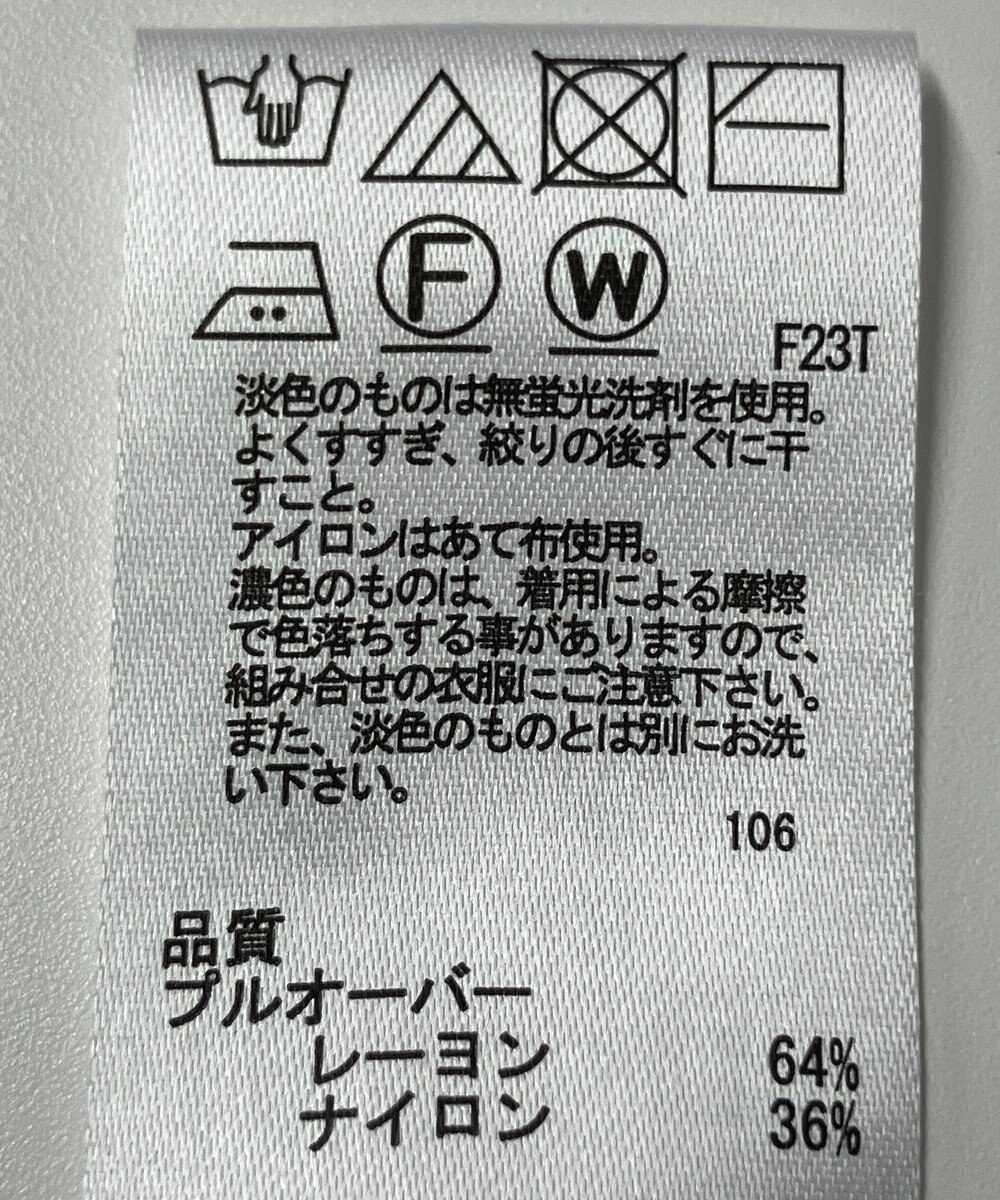 F
W
F23T
淡色のものは無蛍光洗剤を使用。
よくすすぎ、絞りの後すぐに干
すこと。
アイロンはあて布使用。
濃色のものは、着用による摩擦
で色落ちする事がありますので、
組み合せの衣服にご注意下さい。
また、淡色のものとは別にお洗
い下さい。
106
品質
プルオーバー
レーヨン 64%
ナイロン 36%